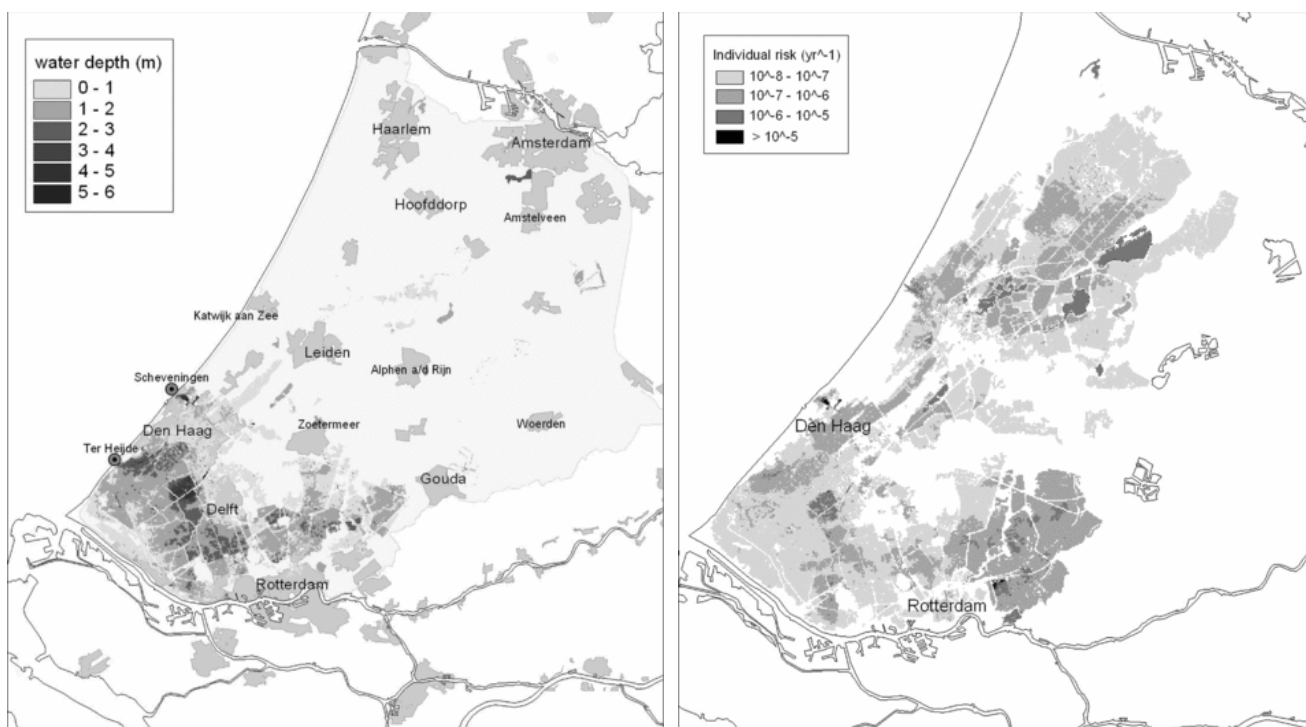 water depth (m)
0 - 1
1 - 2
2 - 3
3 - 4
4 - 5
5 - 6
Haarlem
Amsterdam
Hoofddorp
Amstelveen
Katwijk aan Zee
Leiden
Alphen a/d Rijn
Scheveningen
Den Haag
Zoetermeer
Woerden
Ter Heijde
Gouda
Delft
Rotterdam
Individual risk (yr^-1)
10^-8 - 10^-7
10^-7 - 10^-6
10^-6 - 10^-5
> 10^-5
Den Haag
Rotterdam